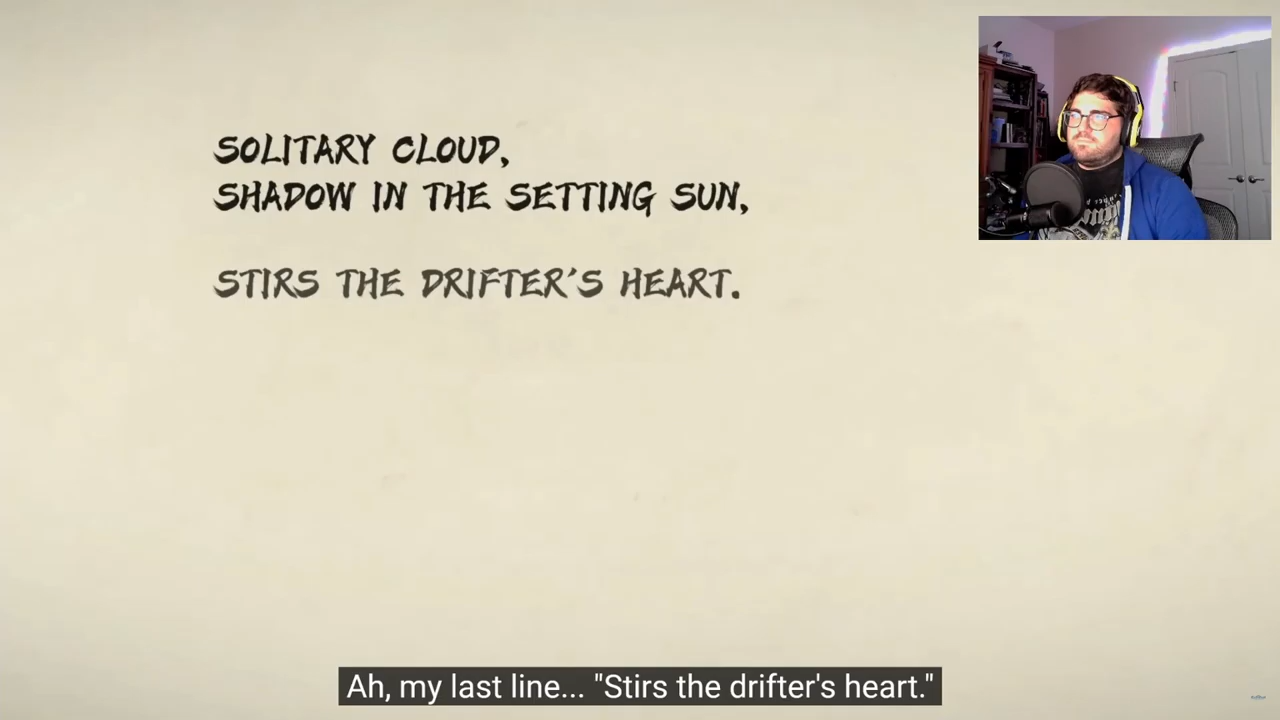 SOLITARY CLOUD,
SHADOW IN THE SETTING SUN,
STIRS THE DRIFTER'S HEART.
Ah, my last line... "Stirs the drifter's heart."